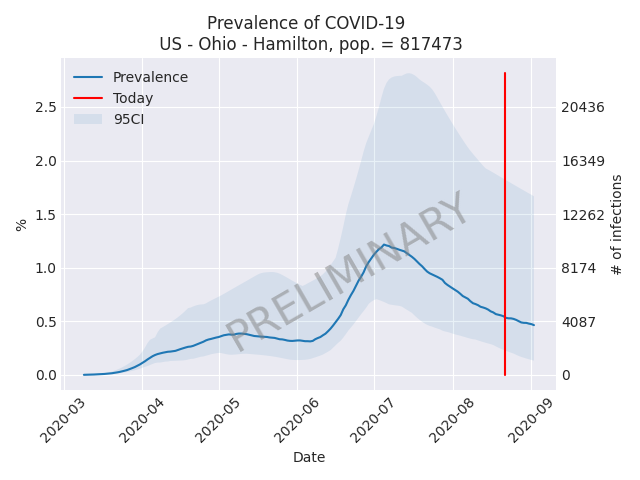 Prevalence of COVID-19
US - Ohio - Hamilton, pop. = 817473
Prevalence
Today
95CI
%
2.5
2.0
1.5
1.0
0.5
0.0
20436
16349
12262
8174
4087
0
# of infections
PRELIMINARY
2020-03
2020-04
2020-05
2020-06
2020-07
2020-08
2020-09
Date